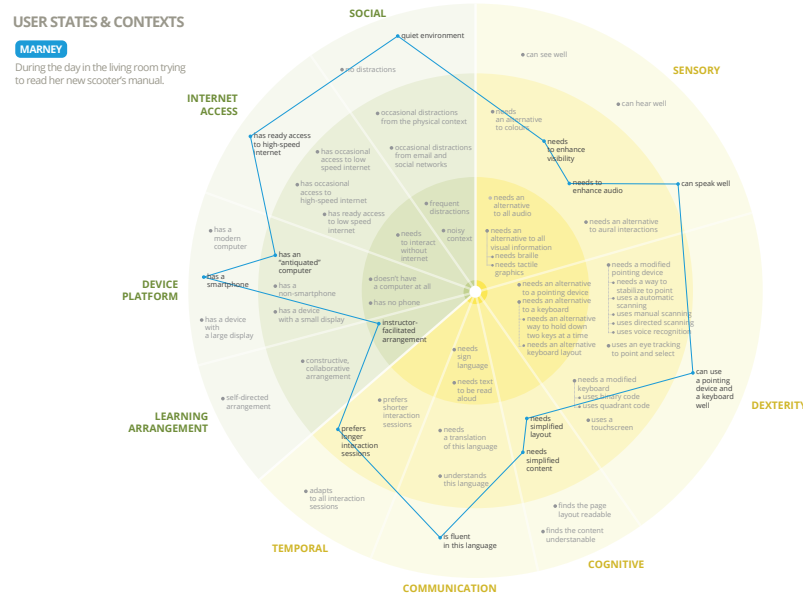 USER STATES & CONTEXTS
MARNEY
During the day in the living room trying
to read her new scooter's manual.
SOCIAL
quiet environment
no distractions
occasional distractions
from the physical context
occasional distractions
from email and
social networks
frequent
distractions
noisy
context
needs
to interact
without
internet
INTERNET
ACCESS
has ready access
to high-speed
internet
has occasional
access to low
speed internet
has occasional
access to
high-speed internet
has ready access
to low speed
internet
DEVICE
PLATFORM
has a
modern
computer
has an
"antiquated"
computer
has a
smartphone
has a
non-smartphone
has a device
with a small display
has a device
with
a large display
doesn't have
a computer at all
has no phone
LEARNING
ARRANGEMENT
instructor-
facilitated
arrangement
constructive,
collaborative
arrangement
self-directed
arrangement
SENSORY
can see well
can hear well
needs
an alternative
to colours
needs
to enhance
visibility
needs to
enhance audio
can speak well
needs an alternative
to aural interactions
needs an
alternative
to all audio
needs an
alternative to all
visual information
needs braille
needs tactile
graphics
DEXTERITY
needs an alternative
to a pointing device
needs an alternative
to a keyboard
needs an alternative
way to hold down
two keys at a time
needs an alternative
keyboard layout
needs a modified
pointing device
needs a way to
stabilize to point
uses a automatic
scanning
uses manual scanning
uses directed scanning
uses voice recognition
uses an eye tracking
to point and select
needs a modified
keyboard
uses binary code
uses quadrant code
uses a
touchscreen
can use
a pointing
device and
a keyboard
well
COGNITIVE
needs
simplified
layout
needs
simplified
content
finds the page
layout readable
finds the content
understanable
COMMUNICATION
needs
sign
language
needs text
to be read
aloud
needs
a translation
of this language
understands
this language
is fluent
in this language
TEMPORAL
prefers
shorter
interaction
sessions
prefers
longer
interaction
sessions
adapts
to all interaction
sessions